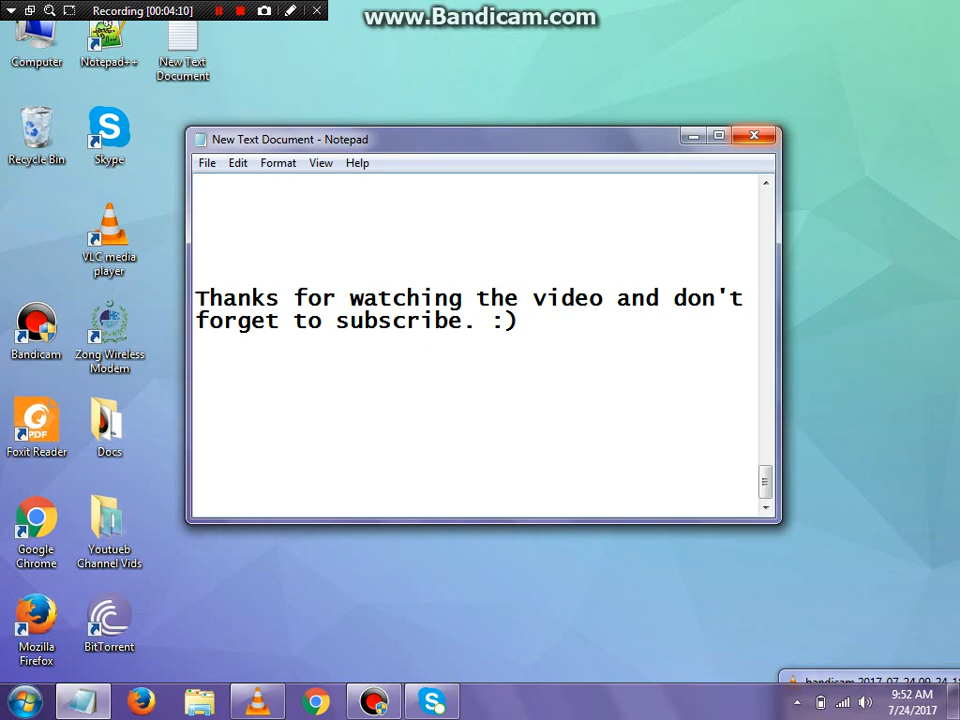 Recording [00:04:10]
www.Bandicam.com
Computer
Notepad++
New Text
Document
Recycle Bin
Skype
VLC media
player
Bandicam
Zong Wireless
Modem
Foxit Reader
PDF
Docs
Google
Chrome
Youtueb
Channel Vids
Mozilla
Firefox
BitTorrent
New Text Document - Notepad
File Edit Format View Help
Thanks for watching the video and don't
forget to subscribe. :)
9:52 AM
7/24/2017